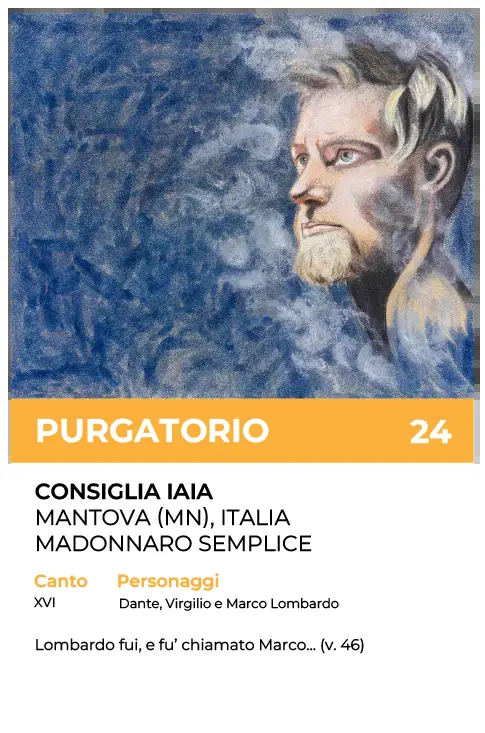 PURGATORIO 24
CONSIGLIA IAIA
MANTOVA (MN), ITALIA
MADONNARO SEMPLICE
Canto Personaggi
XVI Dante, Virgilio e Marco Lombardo
Lombardo fui, e fu’ chiamato Marco... (v. 46)